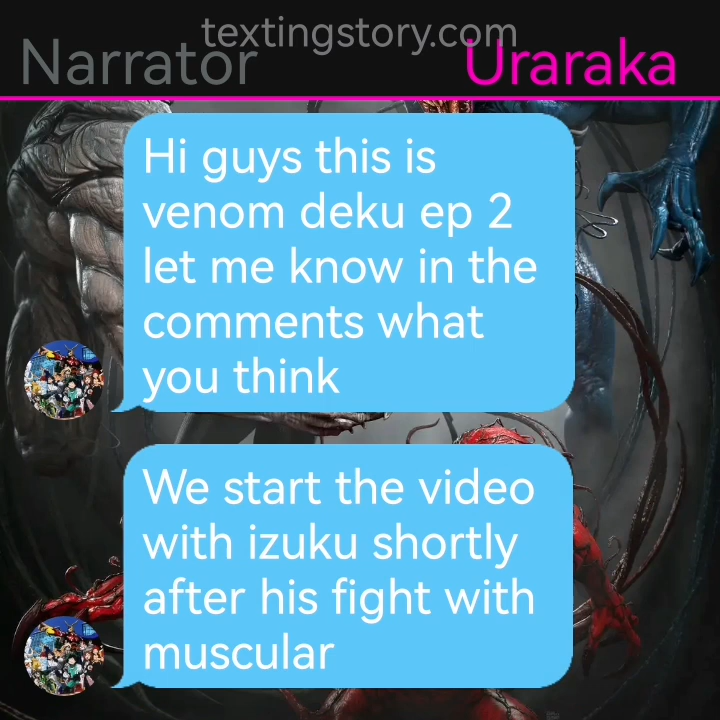 textingstory.com
Narrator Uraraka
Hi guys this is
venom deku ep 2
let me know in the
comments what
you think
We start the video
with izuku shortly
after his fight with
muscular